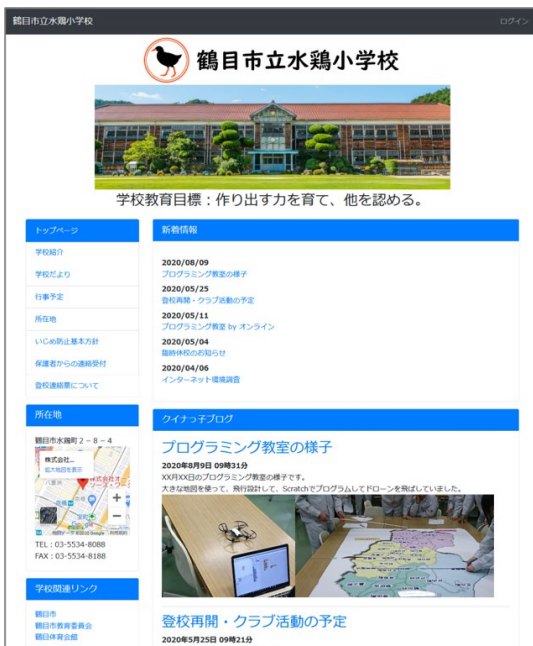 鶴目市立水鶏小学校
ログイン
鶴目市立水鶏小学校
学校教育目標：作り出す力を育て、他を認める。
トップページ
学校紹介
学校だより
行事予定
所在地
いじめ防止基本方針
保護者からの連絡受付
登校連絡票について
新着情報
2020/08/09
プログラミング教室の様子
2020/05/25
登校再開・クラブ活動の予定
2020/05/11
プログラミング教室 by オンライン
2020/05/04
臨時休校のお知らせ
2020/04/06
インターネット環境調査
所在地
鶴目市水鶏町２－８－４
株式会社...
拡大地図を表示
TEL：03-5534-8088
FAX：03-5534-8188
学校関連リンク
鶴目市
鶴目市教育委員会
鶴目体育会館
クイナっ子ブログ
プログラミング教室の様子
2020年8月9日 09時31分
XX月XX日のプログラミング教室の様子です。
大きな地図を使って、飛行設計して、Scratchでプログラムしてドローンを飛ばしていました。
登校再開・クラブ活動の予定
2020年5月25日 09時21分